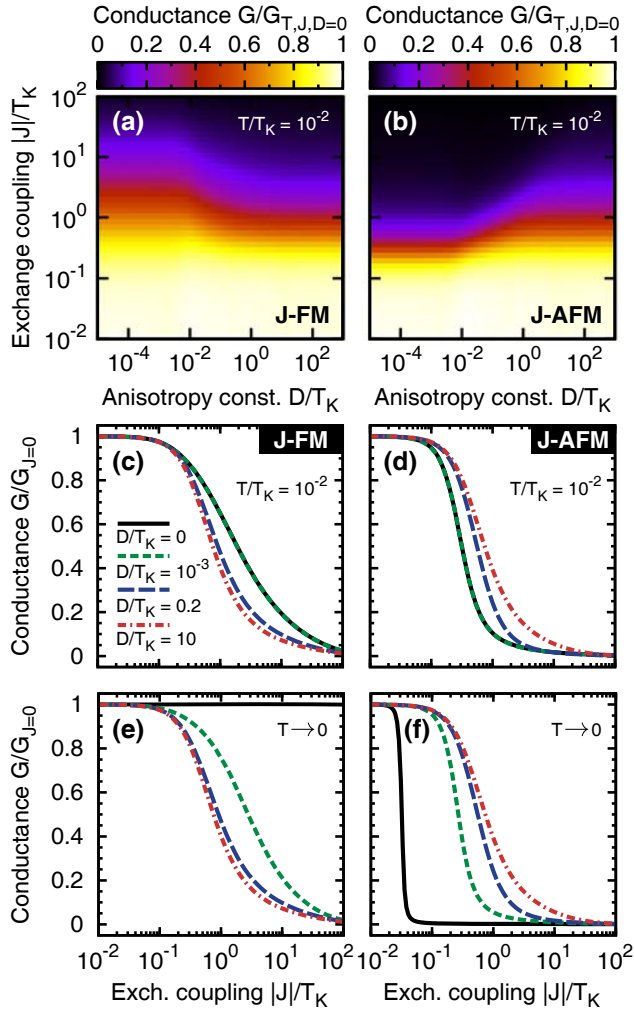 Conductance G/G_{T,J,D=0} Conductance G/G_{T,J,D=0}
0 0.2 0.4 0.6 0.8 1 0 0.2 0.4 0.6 0.8 1
Exchange coupling |J|/T_K
10^2
10^1
10^0
10^-1
10^-2
(a) T/T_K = 10^-2 (b) T/T_K = 10^-2
J-FM J-AFM
10^-4 10^-2 10^0 10^2 10^-4 10^-2 10^0 10^2
Anisotropy const. D/T_K Anisotropy const. D/T_K
Conductance G/G_{J=0}
1
0.8
0.6
0.4
0.2
0
(c) J-FM (d) J-AFM
T/T_K = 10^-2 T/T_K = 10^-2
D/T_K = 0
D/T_K = 10^-3
D/T_K = 0.2
D/T_K = 10
Conductance G/G_{J=0}
1
0.8
0.6
0.4
0.2
0
(e) T→0 (f) T→0
10^-2 10^-1 10^0 10^1 10^2 10^-2 10^-1 10^0 10^1 10^2
Exch. coupling |J|/T_K Exch. coupling |J|/T_K